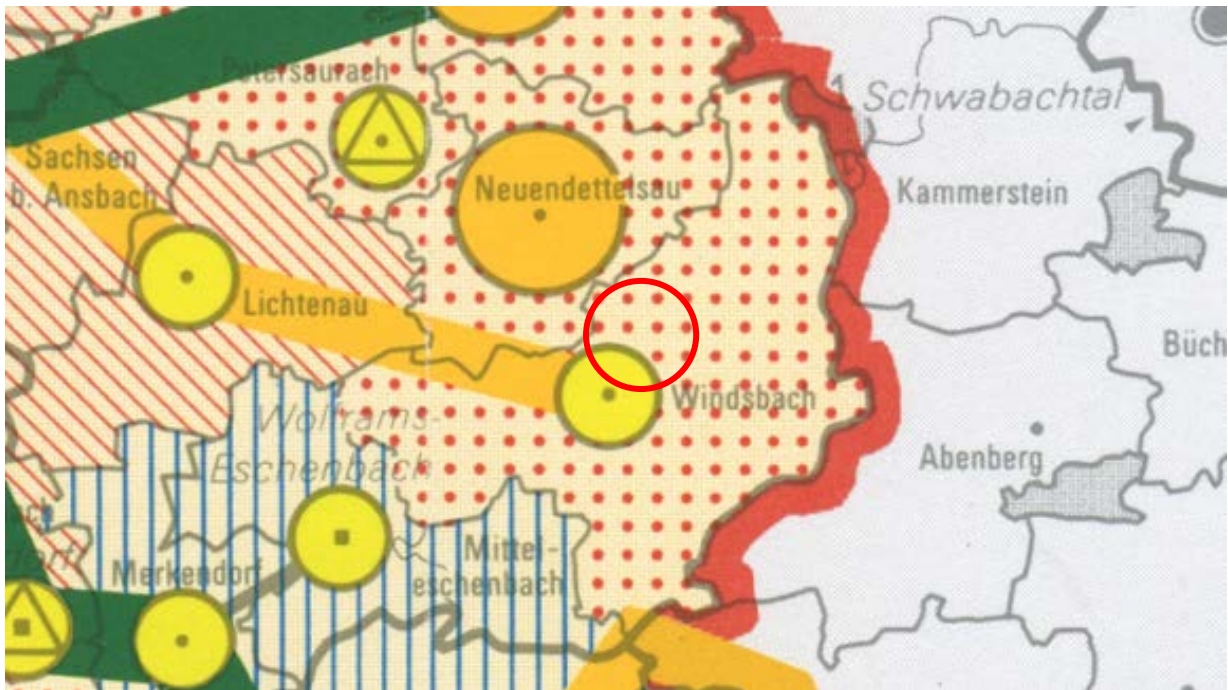 Petersaurach
Schwabachtal
Sachsen
b. Ansbach
Neuendettelsau
Kammerstein
Lichtenau
Büch
Windsbach
Wolframs-
Eschenbach
Abenberg
Mittel-
eschenbach
Merkendorf